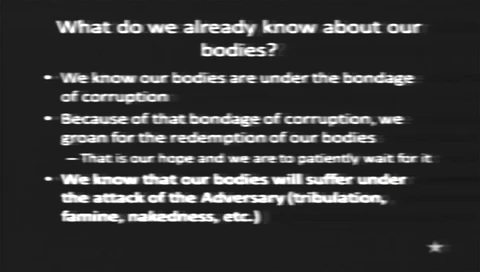 What do we already know about our
bodies?
• We know our bodies are under the bondage
of corruption
• Because of that bondage of corruption, we
groan for the redemption of our bodies
– That is our hope and we are to patiently wait for it
• We know that our bodies will suffer under
the attack of the Adversary (tribulation,
famine, nakedness, etc.)